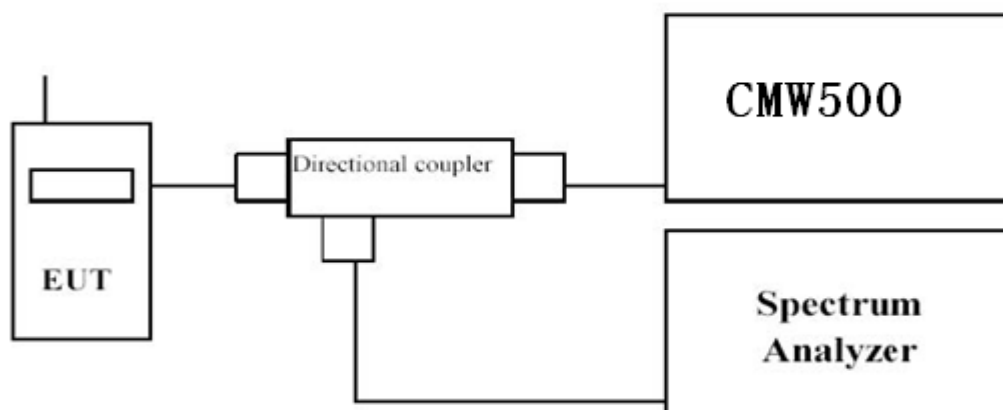 CMW500
Directional coupler
EUT
Spectrum
Analyzer